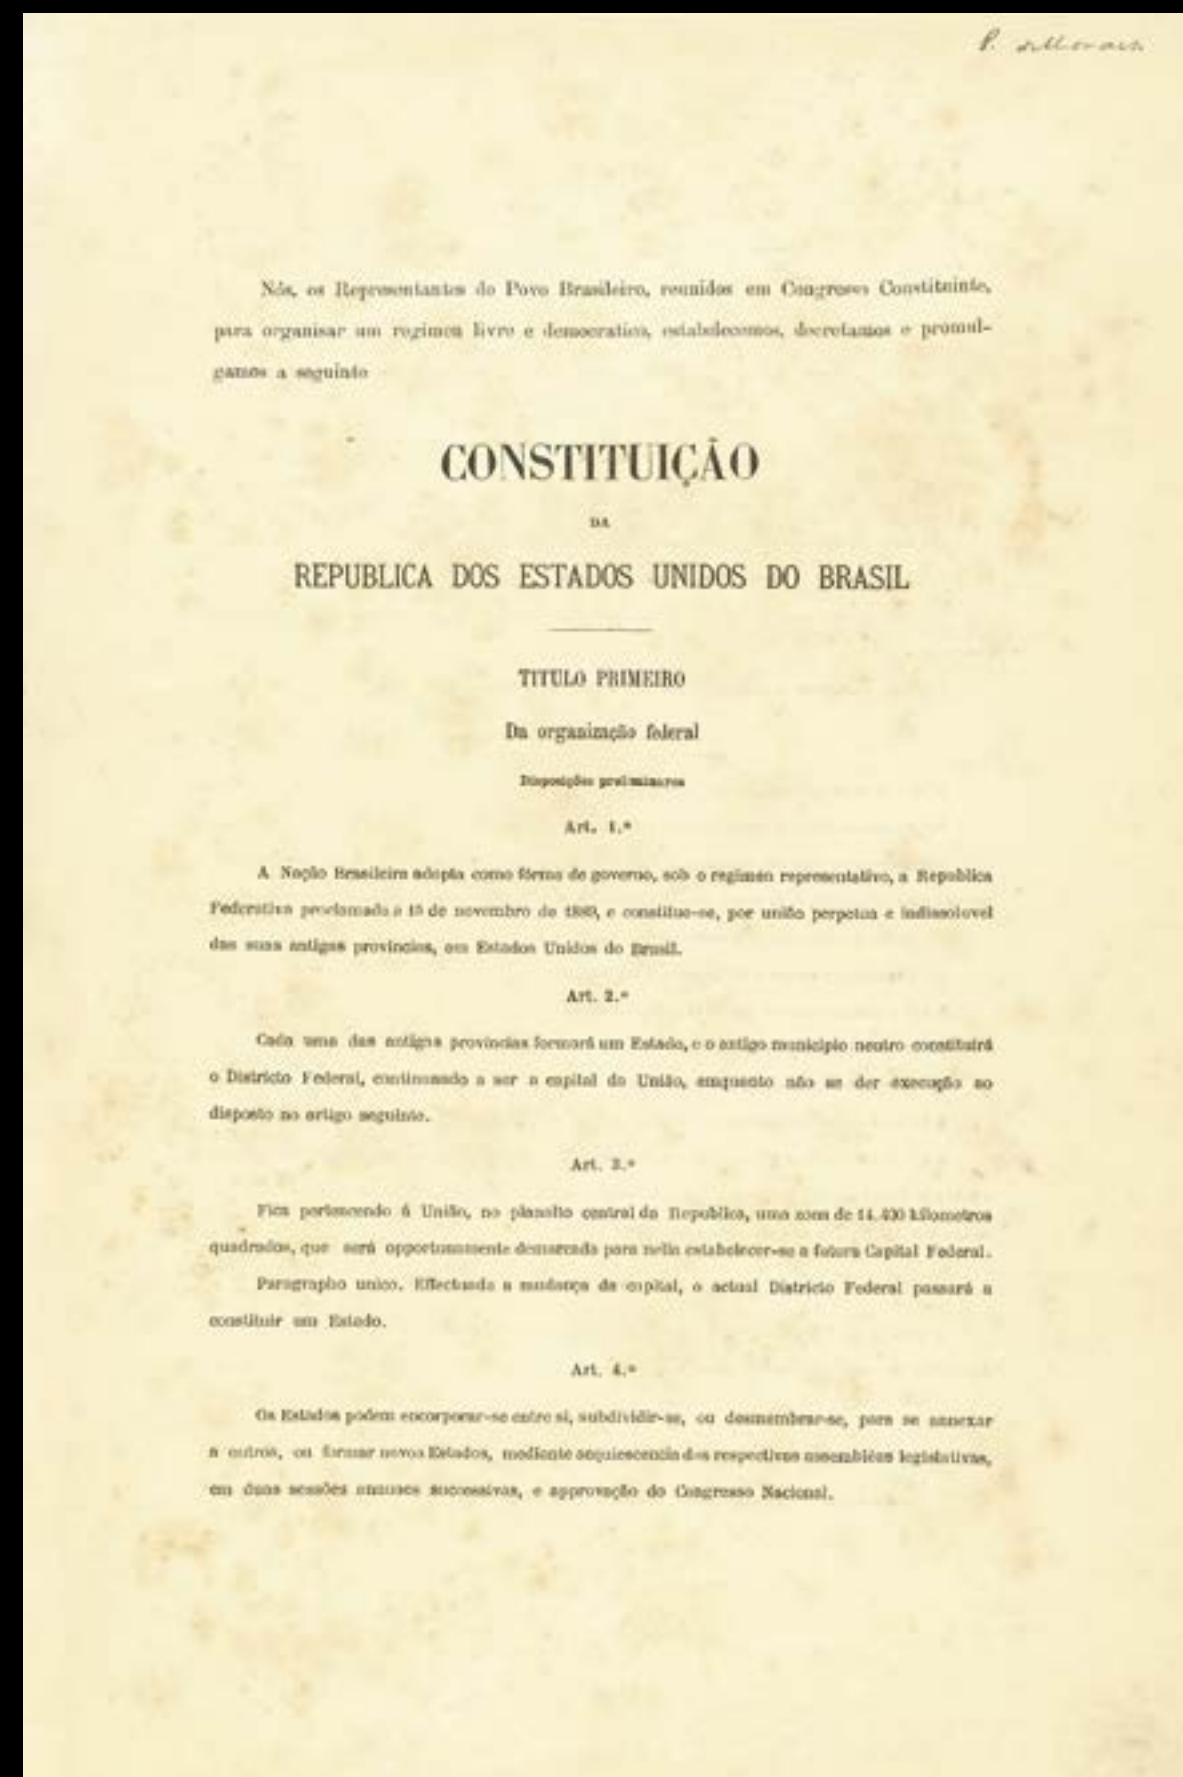 P. deMoraes
Nós, os Representantes do Povo Brasileiro, reunidos em Congresso Constituinte,
para organisar um regimen livre e democratico, estabelecemos, decretamos e promul-
gamos a seguinte
CONSTITUIÇÃO
DA
REPUBLICA DOS ESTADOS UNIDOS DO BRASIL
TITULO PRIMEIRO
Da organização federal
Disposições preliminares
Art. 1.º
A Nação Brasileira adopta como fórma de governo, sob o regimen representativo, a Republica
Federativa proclamada a 15 de novembro de 1889, e constitue-se, por união perpetua e indissoluvel
das suas antigas provincias, em Estados Unidos do Brasil.
Art. 2.º
Cada uma das antigas provincias formará um Estado, e o antigo municipio neutro constituirá
o Districto Federal, continuando a ser a capital da União, emquanto não se der execução ao
disposto no artigo seguinte.
Art. 3.º
Fica pertencendo á União, no planalto central da Republica, uma zona de 14.400 kilometros
quadrados, que será opportunamente demarcada para nella estabelecer-se a futura Capital Federal.
Paragrapho unico. Effectuada a mudança da capital, o actual Districto Federal passará a
constituir um Estado.
Art. 4.º
Os Estados podem encorporar-se entre si, subdividir-se, ou desmembrar-se, para se annexar
a outros, ou formar novos Estados, mediante acquiescencia das respectivas assembléas legislativas,
em duas sessões annuaes successivas, e approvação do Congresso Nacional.